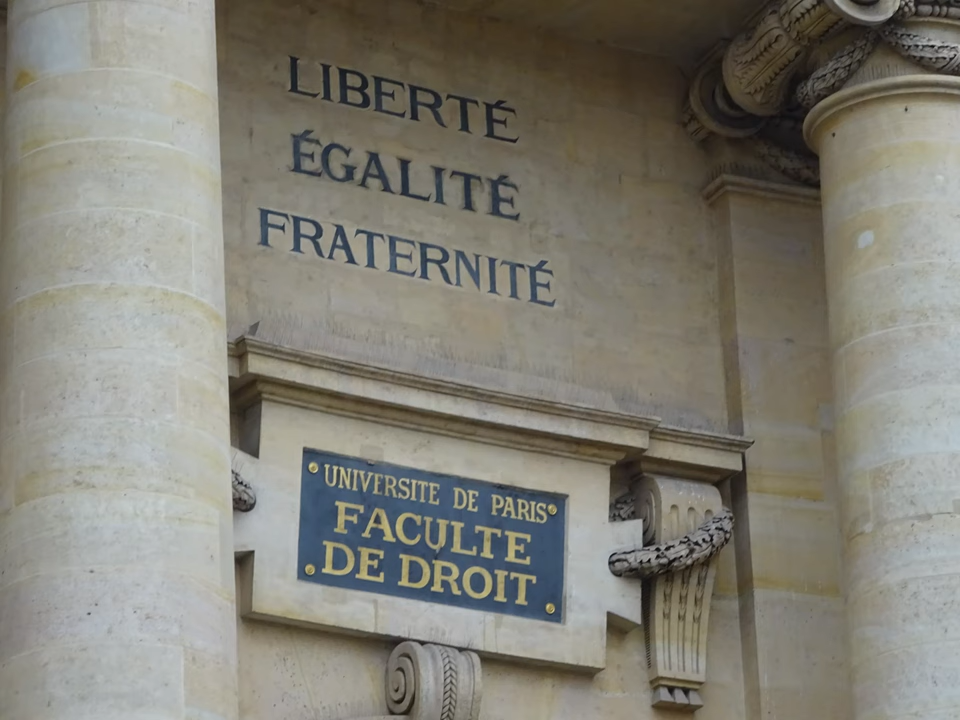 LIBERTÉ
ÉGALITÉ
FRATERNITÉ
UNIVERSITE DE PARIS
FACULTE
DE DROIT